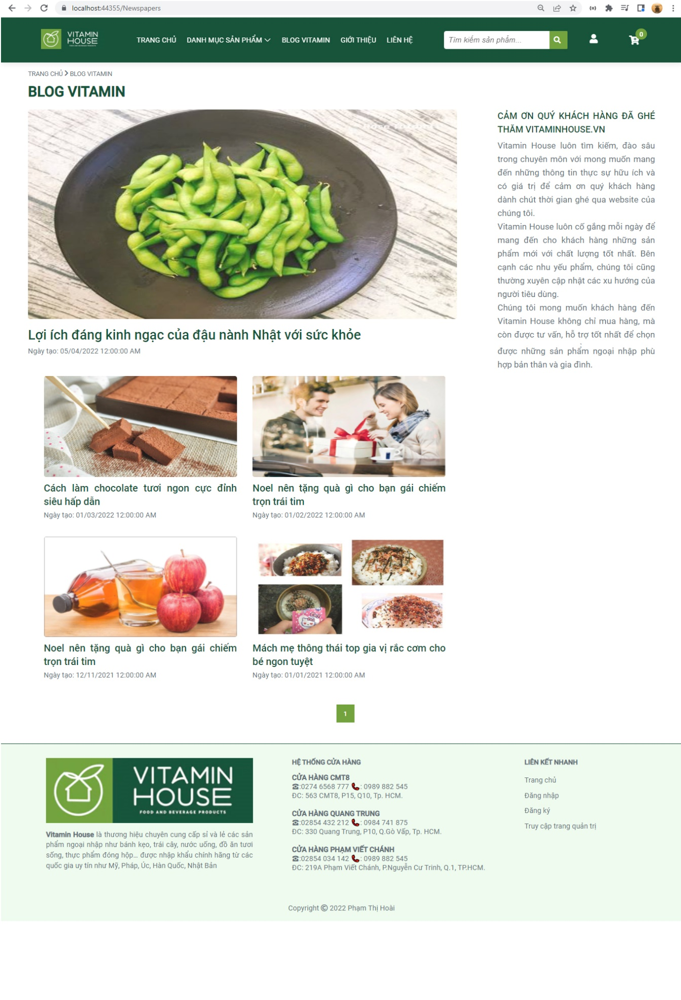 localhost:44355/Newspapers
VITAMIN
HOUSE
FOOD AND BEVERAGE PRODUCTS
TRANG CHỦ
DANH MỤC SẢN PHẨM
BLOG VITAMIN
GIỚI THIỆU
LIÊN HỆ
Tìm kiếm sản phẩm...
0
TRANG CHỦ > BLOG VITAMIN
BLOG VITAMIN
Lợi ích đáng kinh ngạc của đậu nành Nhật với sức khỏe
Ngày tạo: 05/04/2022 12:00:00 AM
CẢM ƠN QUÝ KHÁCH HÀNG ĐÃ GHÉ
THĂM VITAMINHOUSE.VN
Vitamin House luôn tìm kiếm, đào sâu
trong chuyên môn với mong muốn mang
đến những thông tin thực sự hữu ích và
có giá trị để cảm ơn quý khách hàng
dành chút thời gian ghé qua website của
chúng tôi.
Vitamin House luôn cố gắng mỗi ngày để
mang đến cho khách hàng những sản
phẩm mới với chất lượng tốt nhất. Bên
cạnh các nhu yếu phẩm, chúng tôi cũng
thường xuyên cập nhật các xu hướng của
người tiêu dùng.
Chúng tôi mong muốn khách hàng đến
Vitamin House không chỉ mua hàng, mà
còn được tư vấn, hỗ trợ tốt nhất để chọn
được những sản phẩm ngoại nhập phù
hợp bản thân và gia đình.
Cách làm chocolate tươi ngon cực đỉnh
siêu hấp dẫn
Ngày tạo: 01/03/2022 12:00:00 AM
Noel nên tặng quà gì cho bạn gái chiếm
trọn trái tim
Ngày tạo: 01/02/2022 12:00:00 AM
Noel nên tặng quà gì cho bạn gái chiếm
trọn trái tim
Ngày tạo: 12/11/2021 12:00:00 AM
Mách mẹ thông thái top gia vị rắc cơm cho
bé ngon tuyệt
Ngày tạo: 01/01/2021 12:00:00 AM
1
VITAMIN
HOUSE
FOOD AND BEVERAGE PRODUCTS
Vitamin House là thương hiệu chuyên cung cấp sỉ và lẻ các sản
phẩm ngoại nhập như bánh kẹo, trái cây, nước uống, đồ ăn tươi
sống, thực phẩm đóng hộp... được nhập khẩu chính hãng từ các
quốc gia uy tín như Mỹ, Pháp, Úc, Hàn Quốc, Nhật Bản
HỆ THỐNG CỬA HÀNG
CỬA HÀNG CMT8
☎:0274 6568 777 📞: 0989 882 545
ĐC: 563 CMT8, P15, Q10, Tp. HCM.
CỬA HÀNG QUANG TRUNG
☎:02854 432 212 📞: 0984 741 875
ĐC: 330 Quang Trung, P10, Q.Gò Vấp, Tp. HCM.
CỬA HÀNG PHẠM VIẾT CHÁNH
☎:02854 034 142 📞: 0989 882 545
ĐC: 219A Phạm Viết Chánh, P.Nguyễn Cư Trinh, Q.1, TP.HCM.
LIÊN KẾT NHANH
Trang chủ
Đăng nhập
Đăng ký
Truy cập trang quản trị
Copyright © 2022 Phạm Thị Hoài